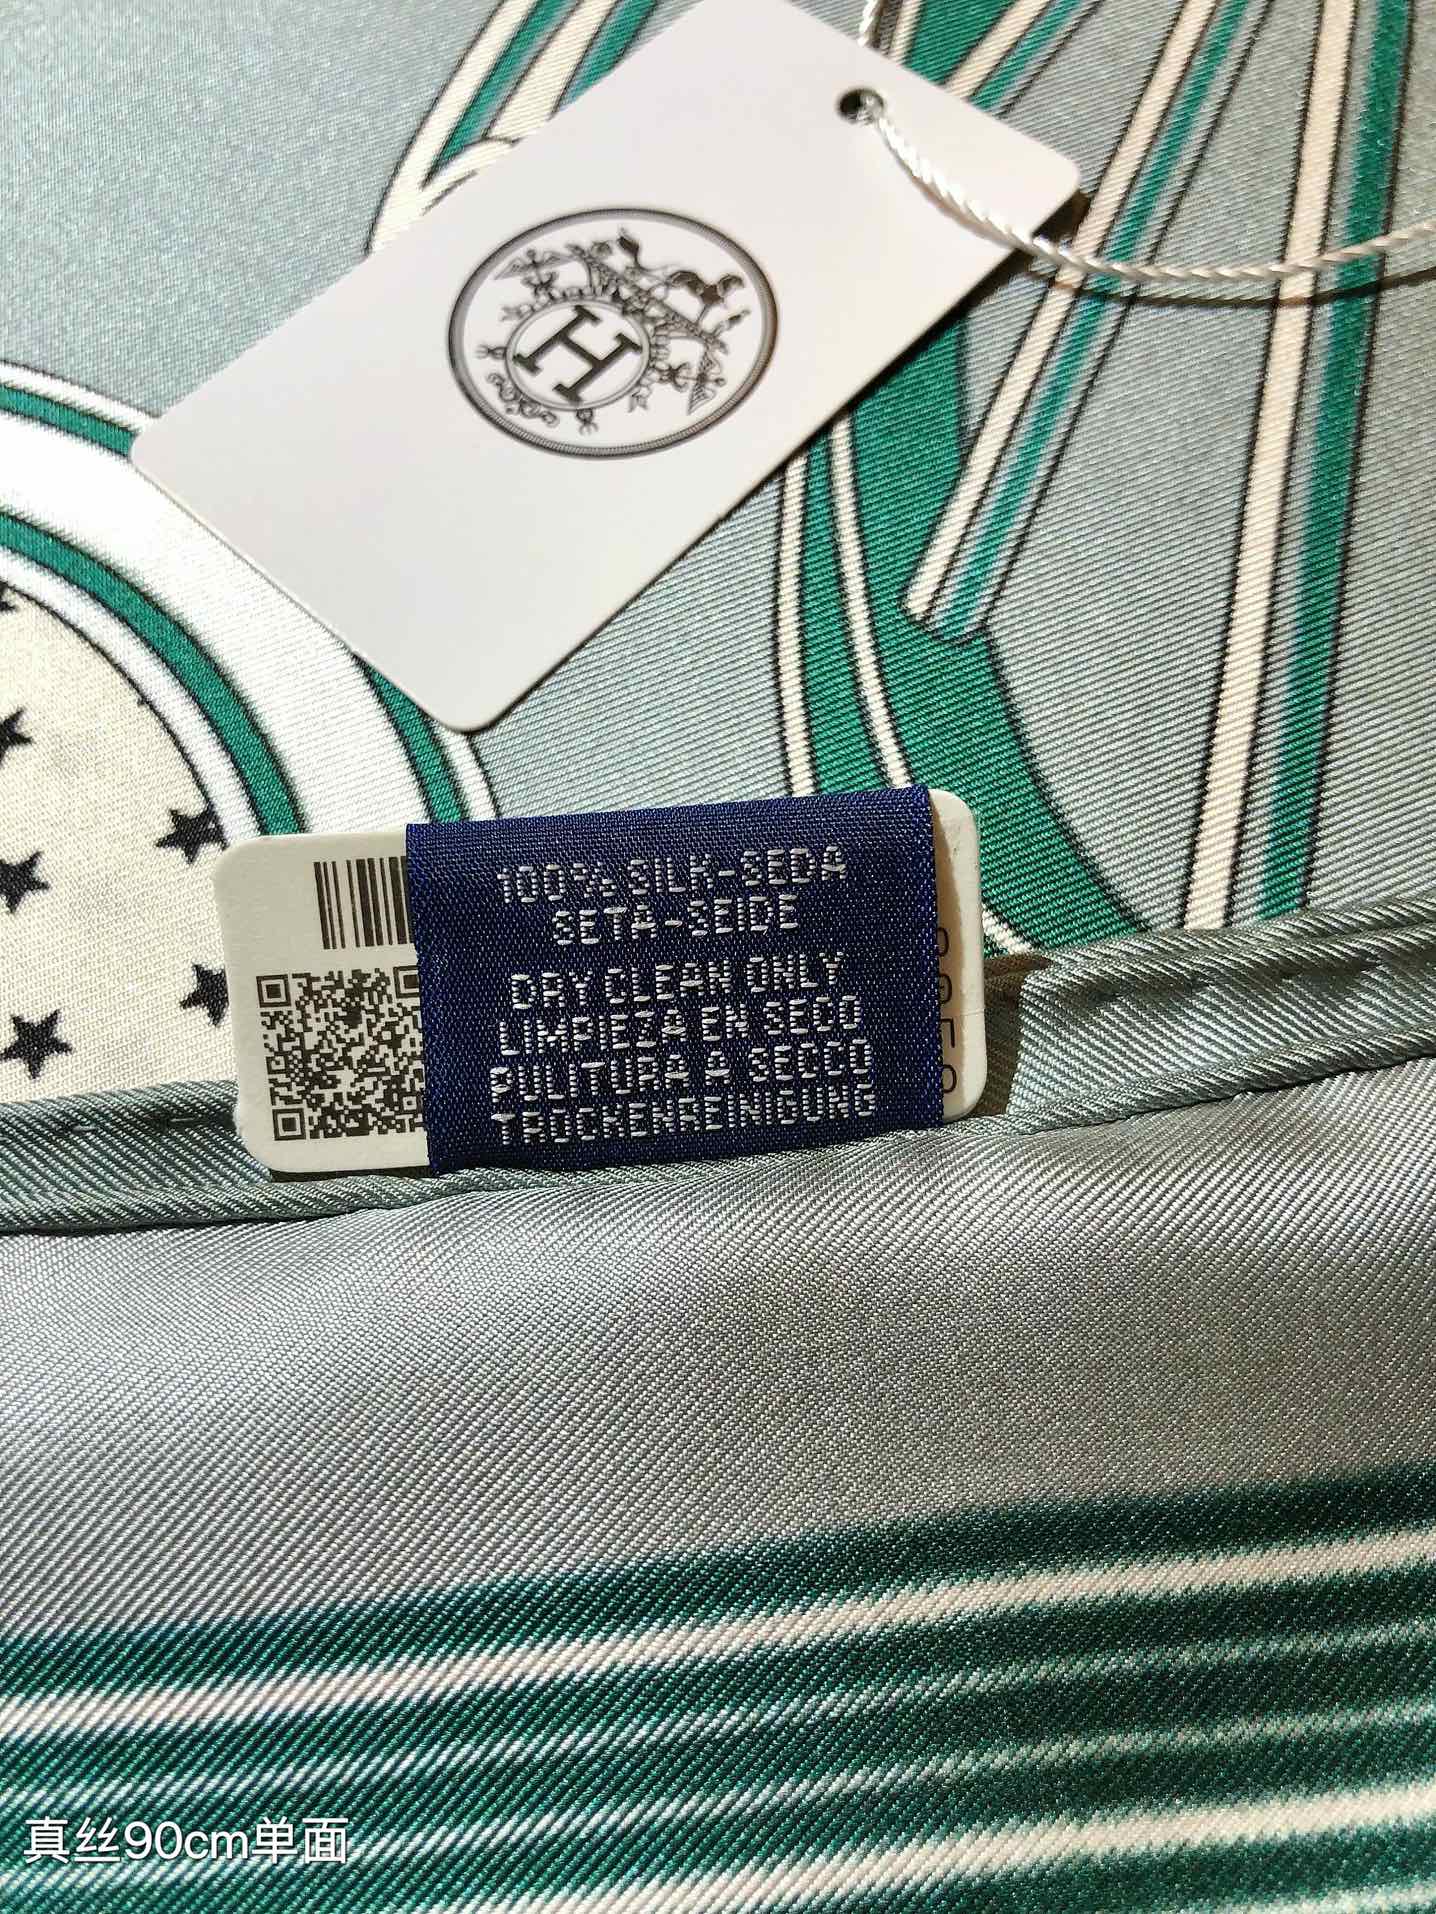 H
100% SILK-SEDA
SETA-SEIDE
DRY CLEAN ONLY
LIMPIEZA EN SECO
PULITURA A SECCO
TROCKENREINIGUNG
真丝90cm单面